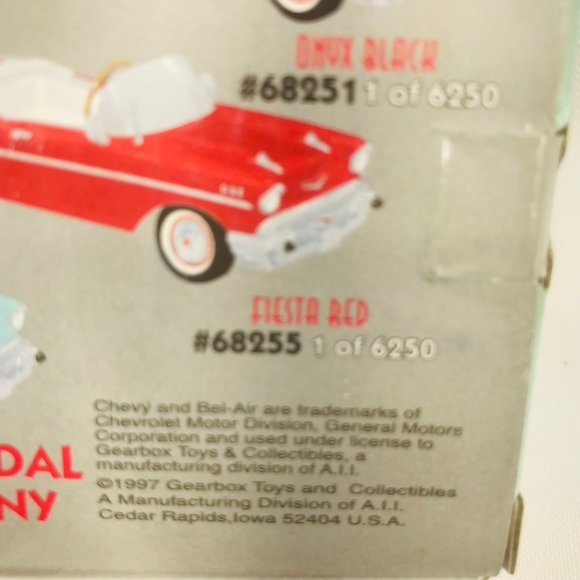 ONYX BLACK
#68251 1 of 6250
FIESTA RED
#68255 1 of 6250
DAL
NY
Chevy and Bel-Air are trademarks of
Chevrolet Motor Division, General Motors
Corporation and used under license to
Gearbox Toys & Collectibles, a
manufacturing division of A.I.I.
©1997 Gearbox Toys and Collectibles
A Manufacturing Division of A.I.I.
Cedar Rapids,Iowa 52404 U.S.A.